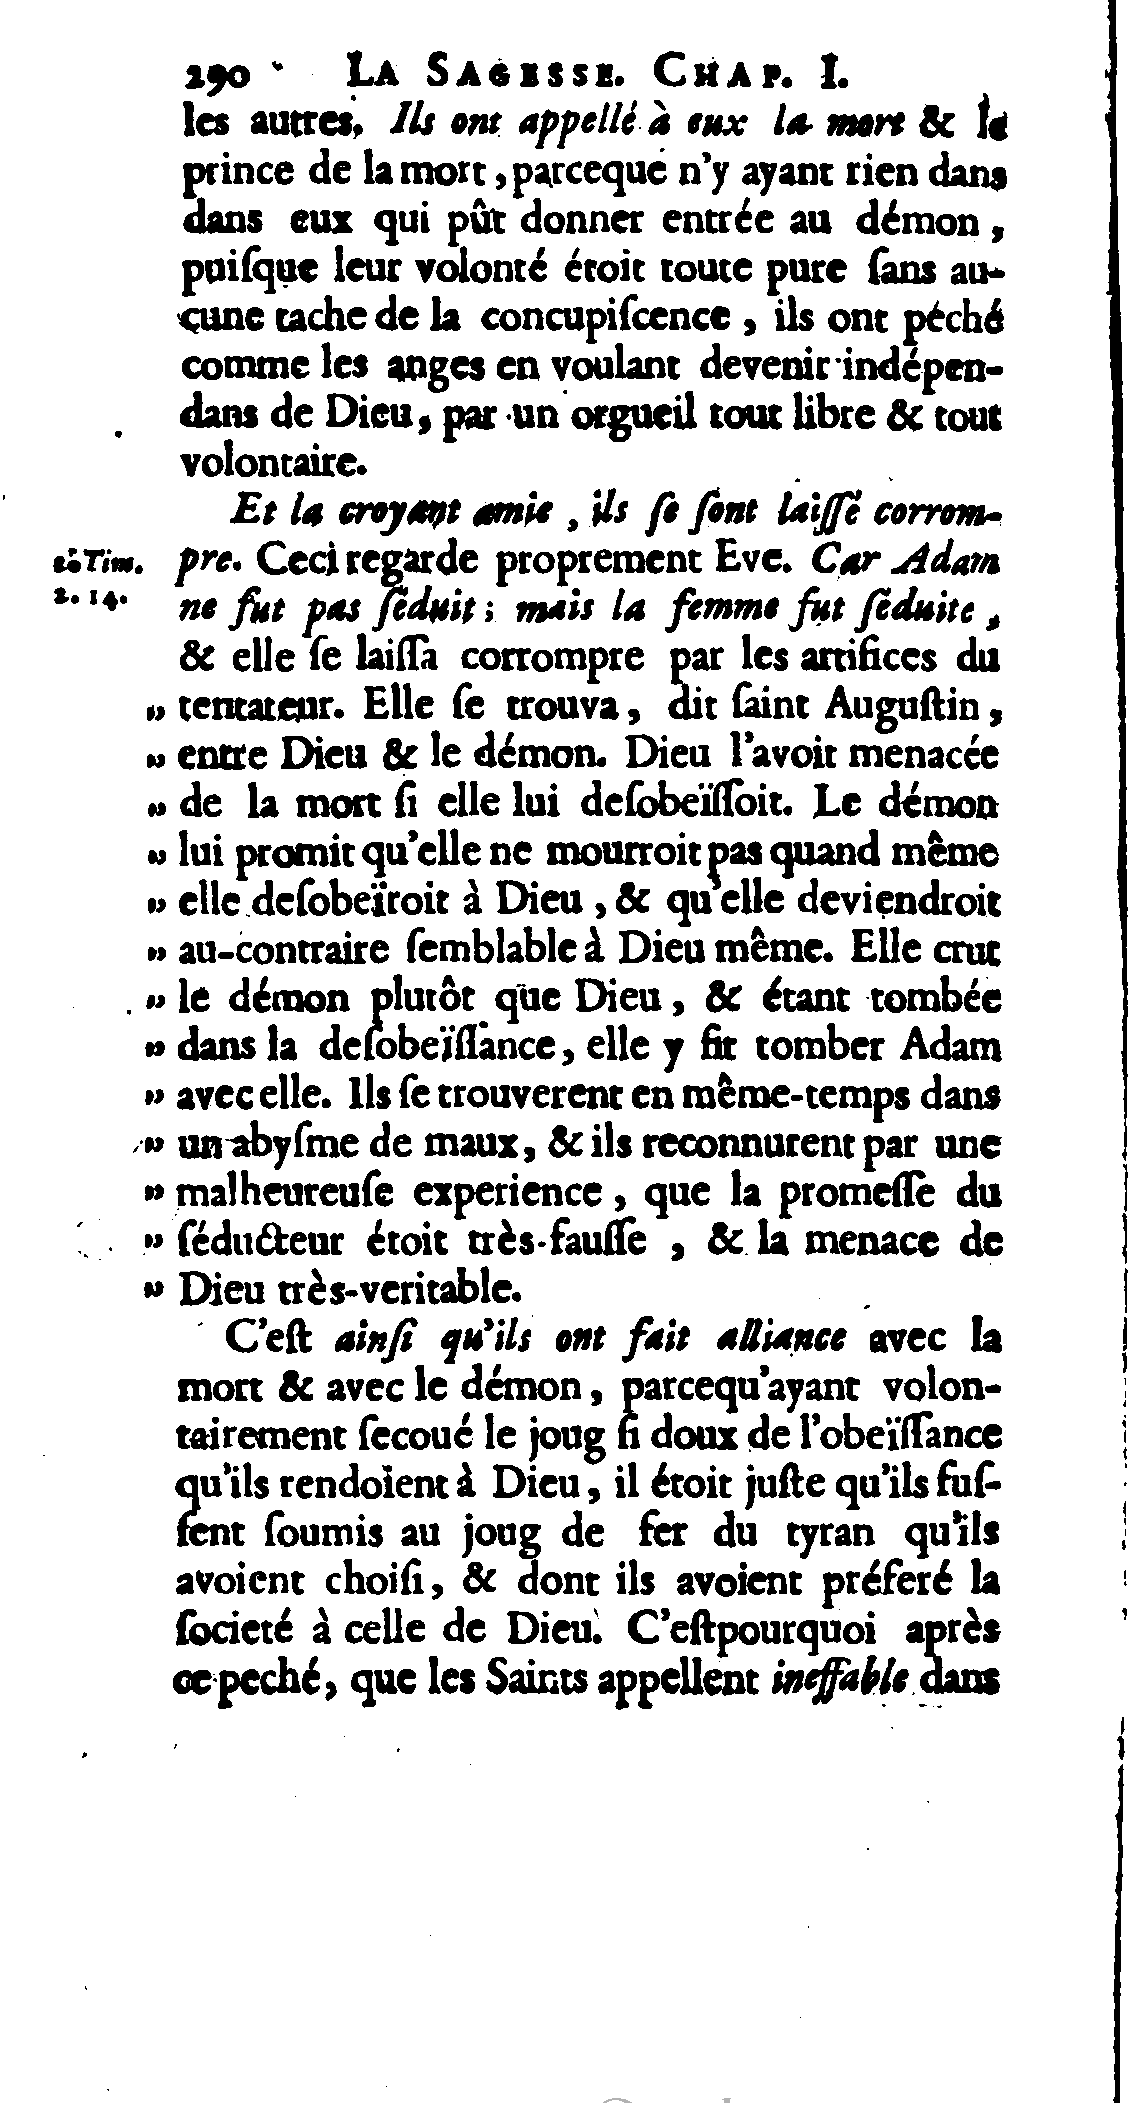 290 LA SAGESSE. CHAP. I.
les autres. Ils ont appellé à eux la mort & le
prince de la mort, parceque n'y ayant rien dans
dans eux qui pût donner entrée au démon,
puiſque leur volonté étoit toute pure ſans au-
cune tache de la concupiſcence, ils ont péché
comme les anges en voulant devenir indépen-
dans de Dieu, par un orgueil tout libre & tout
volontaire.
Et la croyant amie, ils ſe ſont laiſſé corrom-
pre. Ceci regarde proprement Eve. Car Adam
1. Tim.
2. 14.
ne fut pas ſéduit; mais la femme fut ſéduite,
& elle ſe laiſſa corrompre par les artifices du
„ tentateur. Elle ſe trouva, dit ſaint Auguſtin,
„ entre Dieu & le démon. Dieu l'avoit menacée
„ de la mort ſi elle lui deſobeïſſoit. Le démon
„ lui promit qu'elle ne mourroit pas quand même
„ elle deſobeïroit à Dieu, & qu'elle deviendroit
„ au-contraire ſemblable à Dieu même. Elle crut
„ le démon plutôt que Dieu, & étant tombée
„ dans la deſobeïſſance, elle y fit tomber Adam
„ avec elle. Ils ſe trouverent en même-temps dans
„ un abyſme de maux, & ils reconnurent par une
„ malheureuſe experience, que la promeſſe du
„ ſéducteur étoit très-fauſſe, & la menace de
„ Dieu très-veritable.
C'eſt ainſi qu'ils ont fait alliance avec la
mort & avec le démon, parcequ'ayant volon-
tairement ſecoué le joug ſi doux de l'obeïſſance
qu'ils rendoient à Dieu, il étoit juſte qu'ils fuſ-
ſent ſoumis au joug de fer du tyran qu'ils
avoient choiſi, & dont ils avoient préferé la
ſocieté à celle de Dieu. C'eſtpourquoi après
ce peché, que les Saints appellent ineffable dans